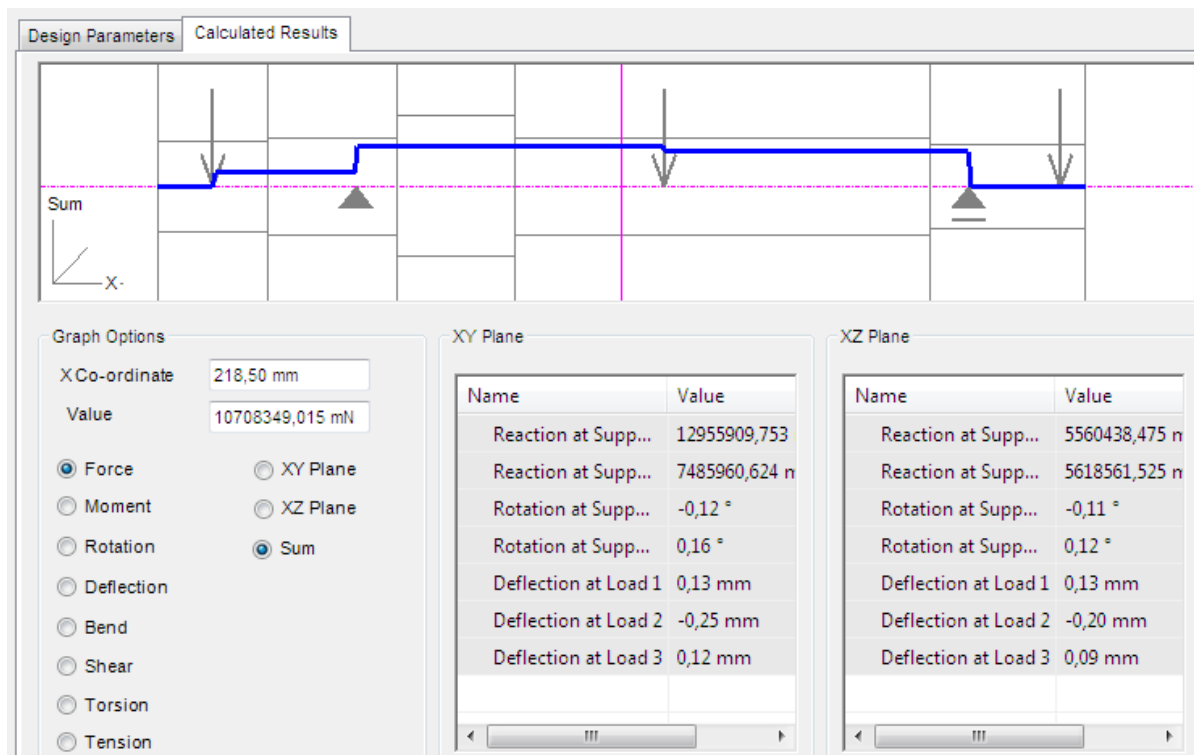 Design Parameters Calculated Results
Sum
X-
Graph Options
X Co-ordinate 218,50 mm
Value 10708349,015 mN
Force XY Plane
Moment XZ Plane
Rotation Sum
Deflection
Bend
Shear
Torsion
Tension
XY Plane
Name Value
Reaction at Supp... 12955909,753
Reaction at Supp... 7485960,624 m
Rotation at Supp... -0,12 °
Rotation at Supp... 0,16 °
Deflection at Load 1 0,13 mm
Deflection at Load 2 -0,25 mm
Deflection at Load 3 0,12 mm
XZ Plane
Name Value
Reaction at Supp... 5560438,475 m
Reaction at Supp... 5618561,525 m
Rotation at Supp... -0,11 °
Rotation at Supp... 0,12 °
Deflection at Load 1 0,13 mm
Deflection at Load 2 -0,20 mm
Deflection at Load 3 0,09 mm